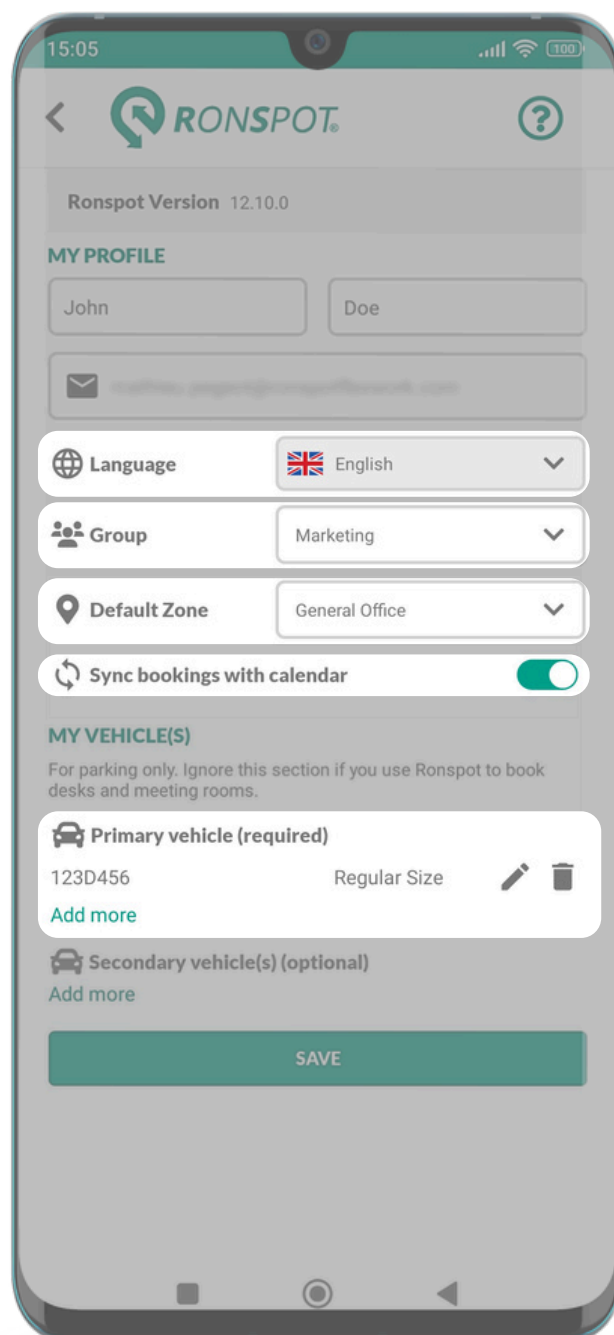 15:05
100
RONSPOT®
Ronspot Version 12.10.0
MY PROFILE
John
Doe
Language
English
Group
Marketing
Default Zone
General Office
Sync bookings with calendar
MY VEHICLE(S)
For parking only. Ignore this section if you use Ronspot to book
desks and meeting rooms.
Primary vehicle (required)
123D456
Regular Size
Add more
Secondary vehicle(s) (optional)
Add more
SAVE